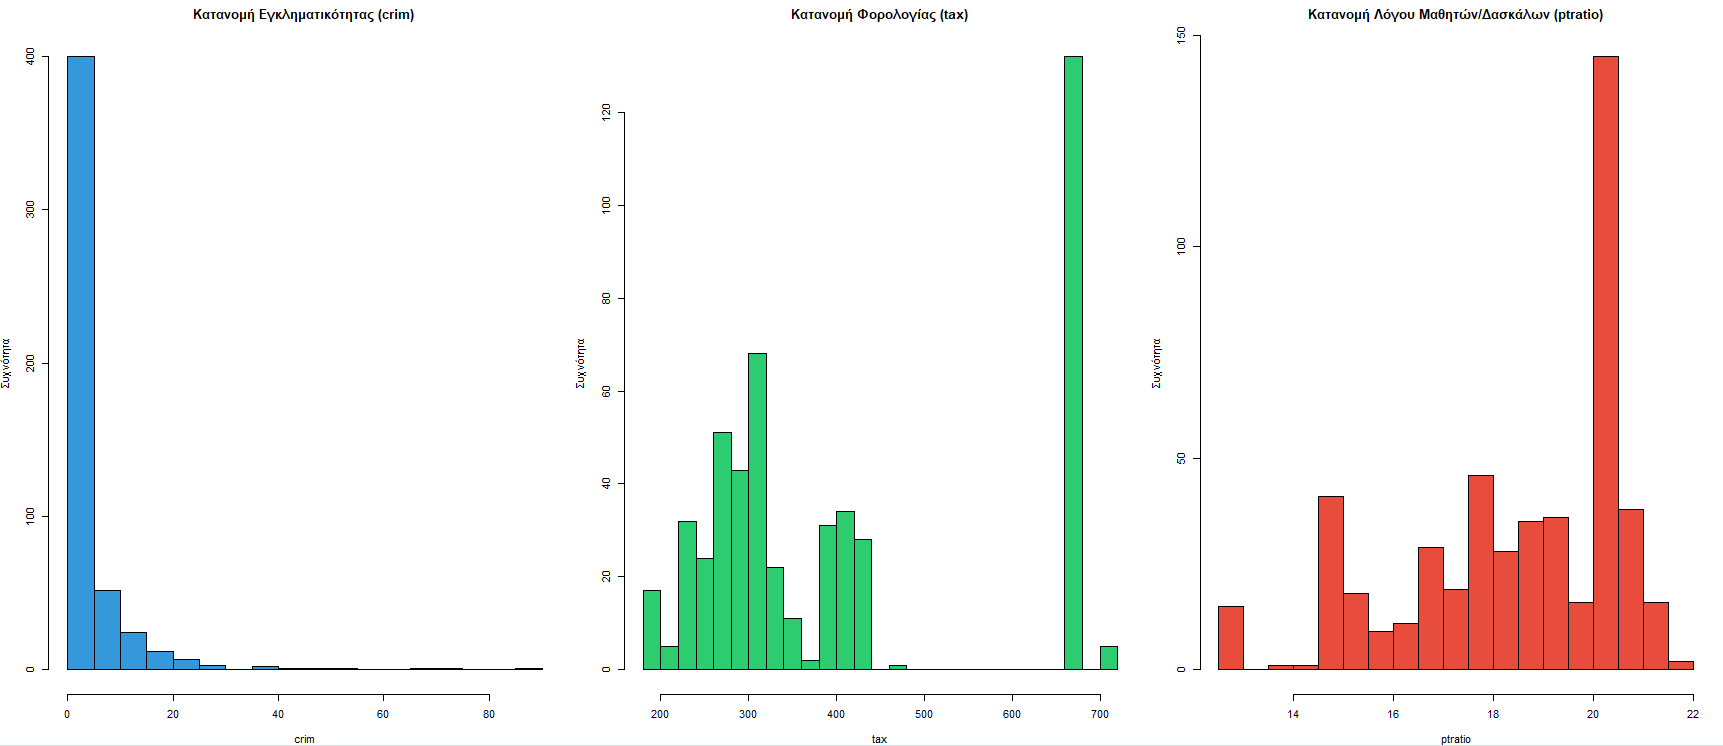 Κατανομή Εγκληματικότητας (crim)
Συχνότητα
400
300
200
100
0
0 20 40 60 80
crim
Κατανομή Φορολογίας (tax)
Συχνότητα
120
100
80
60
40
20
0
200 300 400 500 600 700
tax
Κατανομή Λόγου Μαθητών/Δασκάλων (ptratio)
Συχνότητα
150
100
50
0
14 16 18 20 22
ptratio